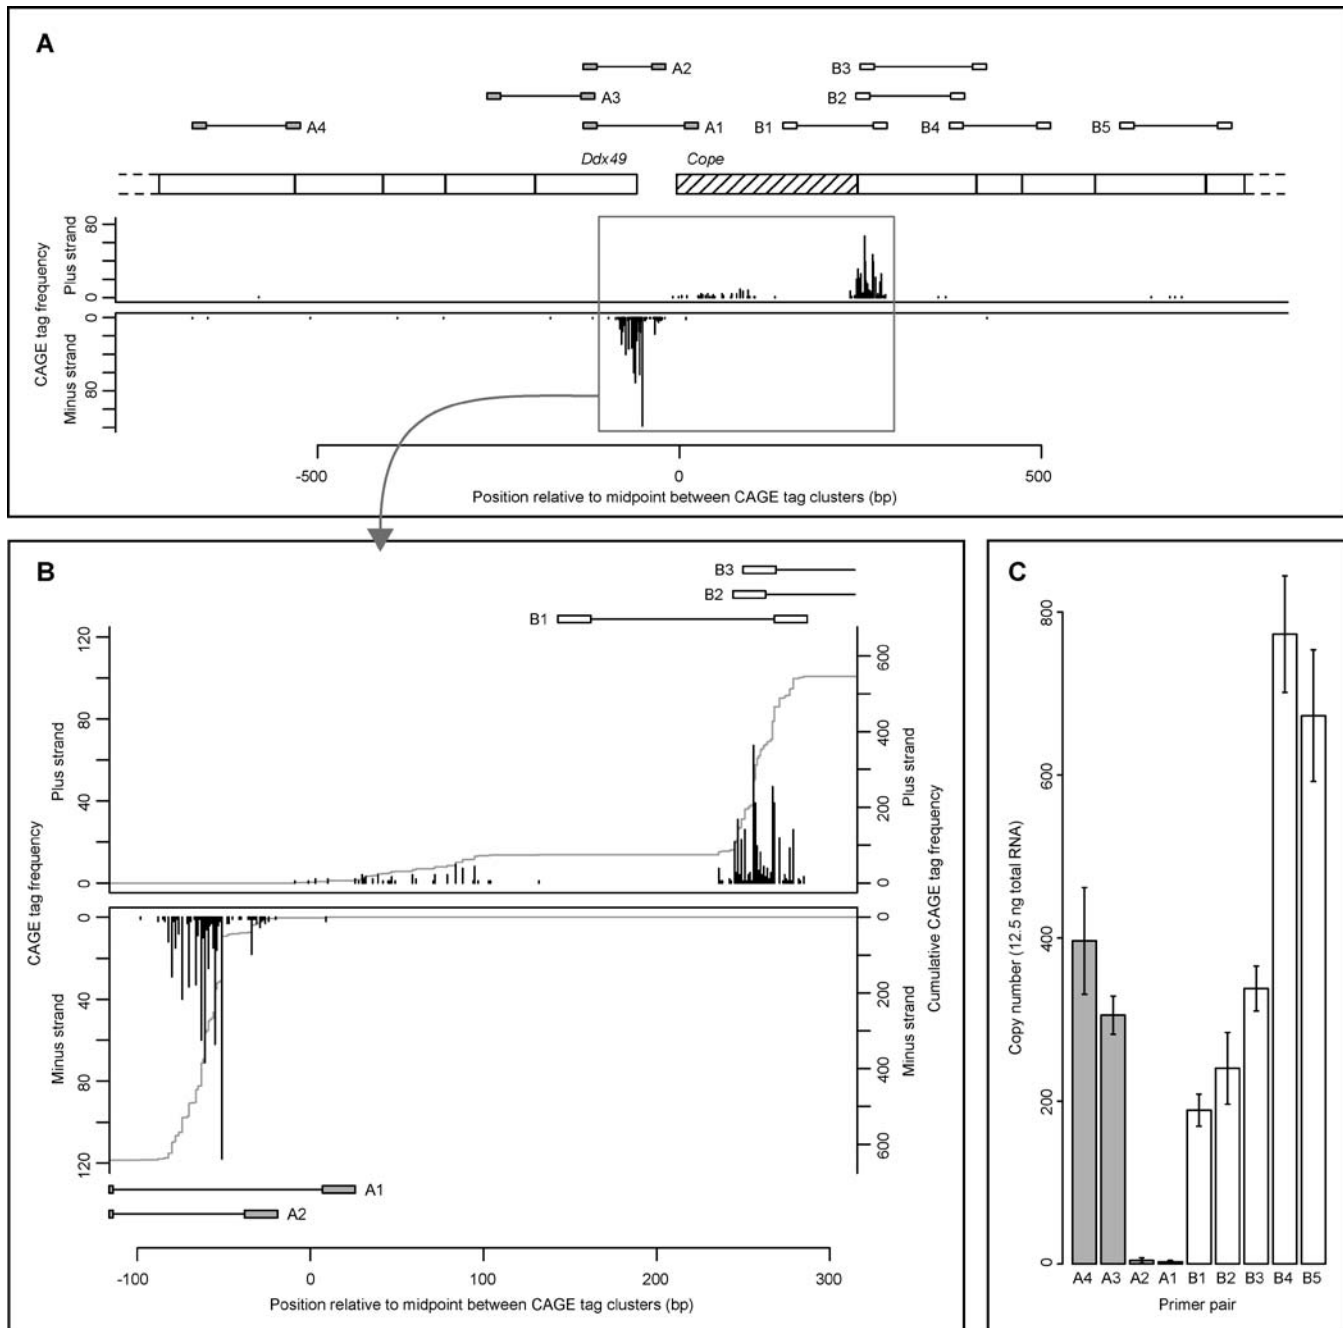 A
B3
A2
B2
A3
A4
A1
B1
B4
B5
Ddx49
Cope
CAGE tag frequency
Plus strand
80
0
Minus strand
0
80
-500
0
500
Position relative to midpoint between CAGE tag clusters (bp)
B
B3
B2
B1
CAGE tag frequency
Plus strand
120
80
40
0
Minus strand
0
40
80
120
600
400
200
0
Plus strand
0
200
400
600
Minus strand
Cumulative CAGE tag frequency
A1
A2
-100
0
100
200
300
Position relative to midpoint between CAGE tag clusters (bp)
C
Copy number (12.5 ng total RNA)
800
600
400
200
0
A4 A3 A2 A1 B1 B2 B3 B4 B5
Primer pair